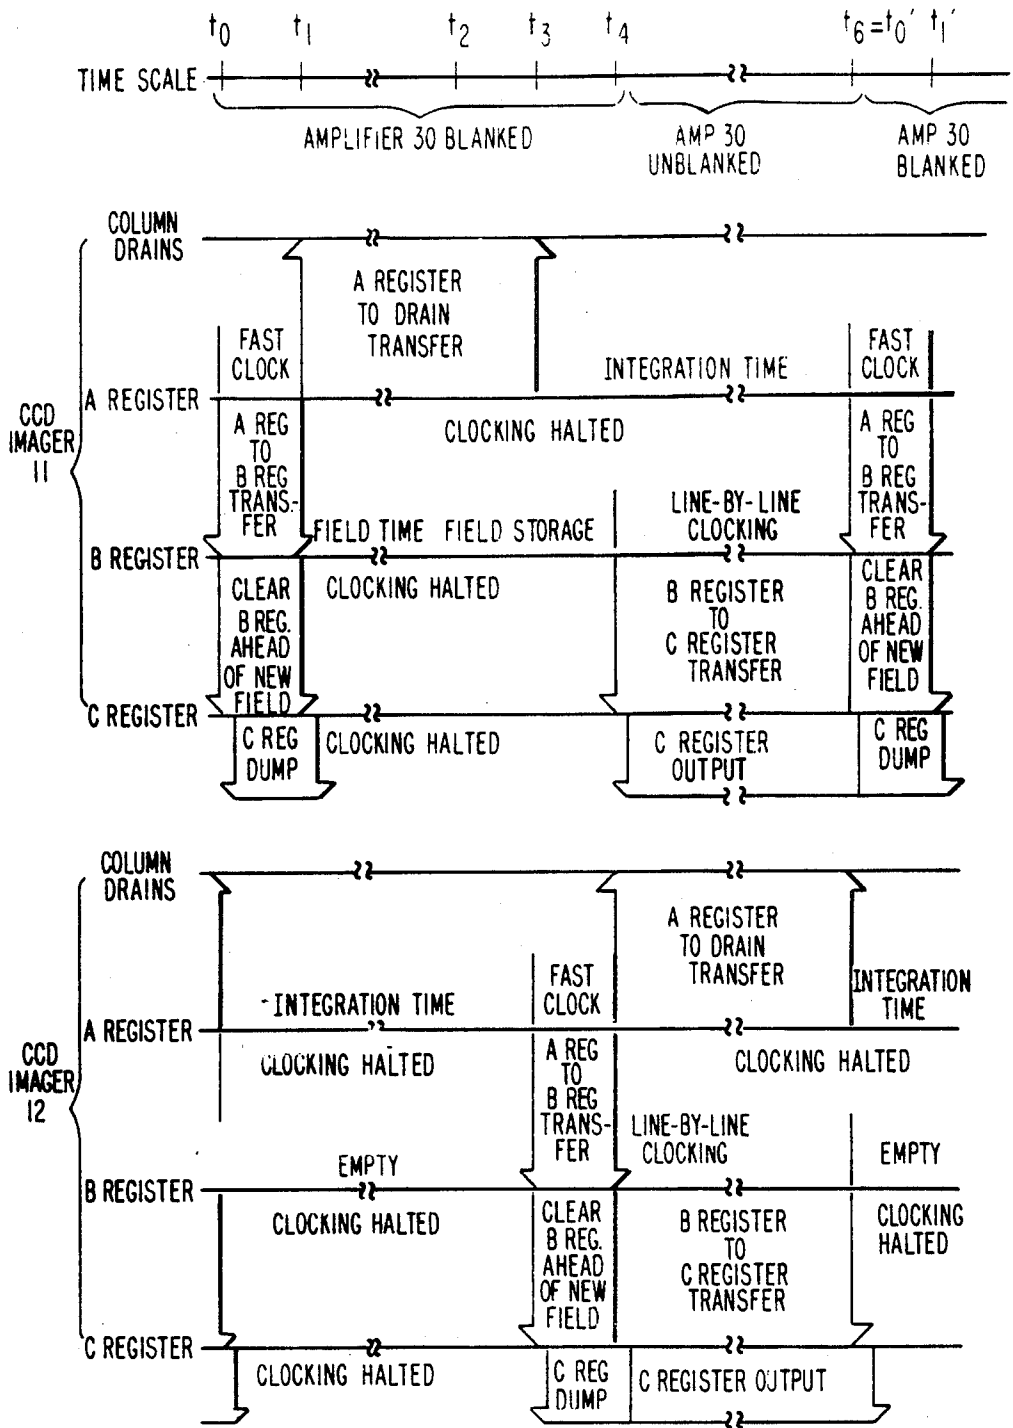 t0 t1 t2 t3 t4 t6=t0' t1'
TIME SCALE
AMPLIFIER 30 BLANKED
AMP 30
UNBLANKED
AMP 30
BLANKED
CCD
IMAGER
11
COLUMN
DRAINS
A REGISTER
TO DRAIN
TRANSFER
FAST
CLOCK
INTEGRATION TIME
FAST
CLOCK
A REGISTER
A REG
TO
B REG
TRANS-
FER
CLOCKING HALTED
A REG
TO
B REG
TRANS-
FER
FIELD TIME FIELD STORAGE
LINE-BY-LINE
CLOCKING
B REGISTER
CLEAR
B REG.
AHEAD
OF NEW
FIELD
CLOCKING HALTED
B REGISTER
TO
C REGISTER
TRANSFER
CLEAR
B REG.
AHEAD
OF NEW
FIELD
C REGISTER
C REG
DUMP
CLOCKING HALTED
C REGISTER
OUTPUT
C REG
DUMP
CCD
IMAGER
12
COLUMN
DRAINS
A REGISTER
TO DRAIN
TRANSFER
INTEGRATION TIME
FAST
CLOCK
INTEGRATION
TIME
A REGISTER
CLOCKING HALTED
A REG
TO
B REG
TRANS-
FER
CLOCKING HALTED
EMPTY
LINE-BY-LINE
CLOCKING
EMPTY
B REGISTER
CLOCKING HALTED
CLEAR
B REG.
AHEAD
OF NEW
FIELD
B REGISTER
TO
C REGISTER
TRANSFER
CLOCKING
HALTED
C REGISTER
CLOCKING HALTED
C REG
DUMP
C REGISTER OUTPUT